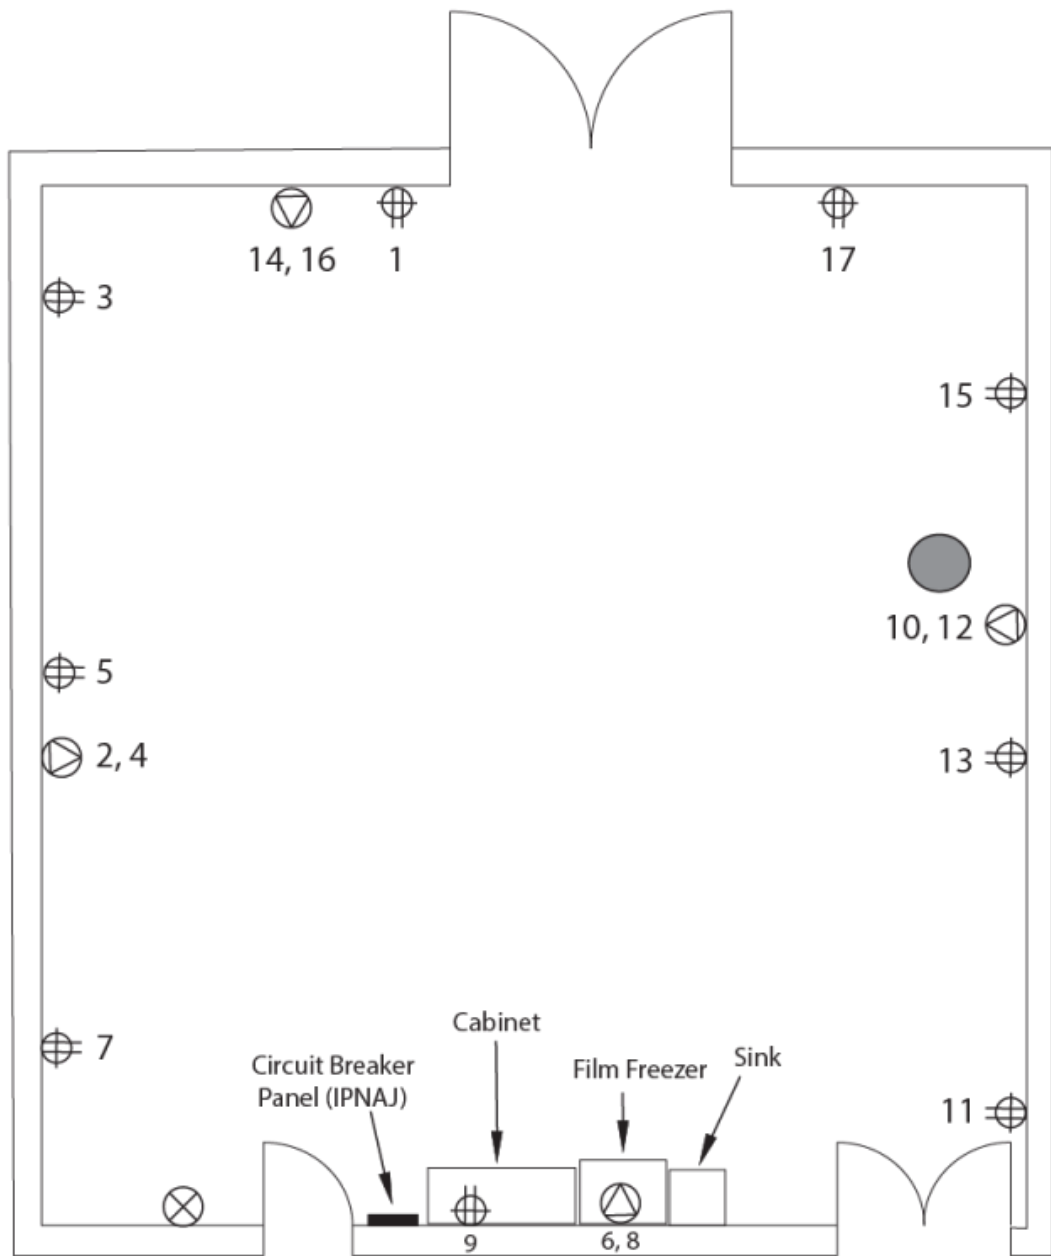 14, 16
1
17
3
15
10, 12
5
2, 4
13
7
Cabinet
Circuit Breaker
Panel (IPNAJ)
Film Freezer
Sink
11
9
6, 8